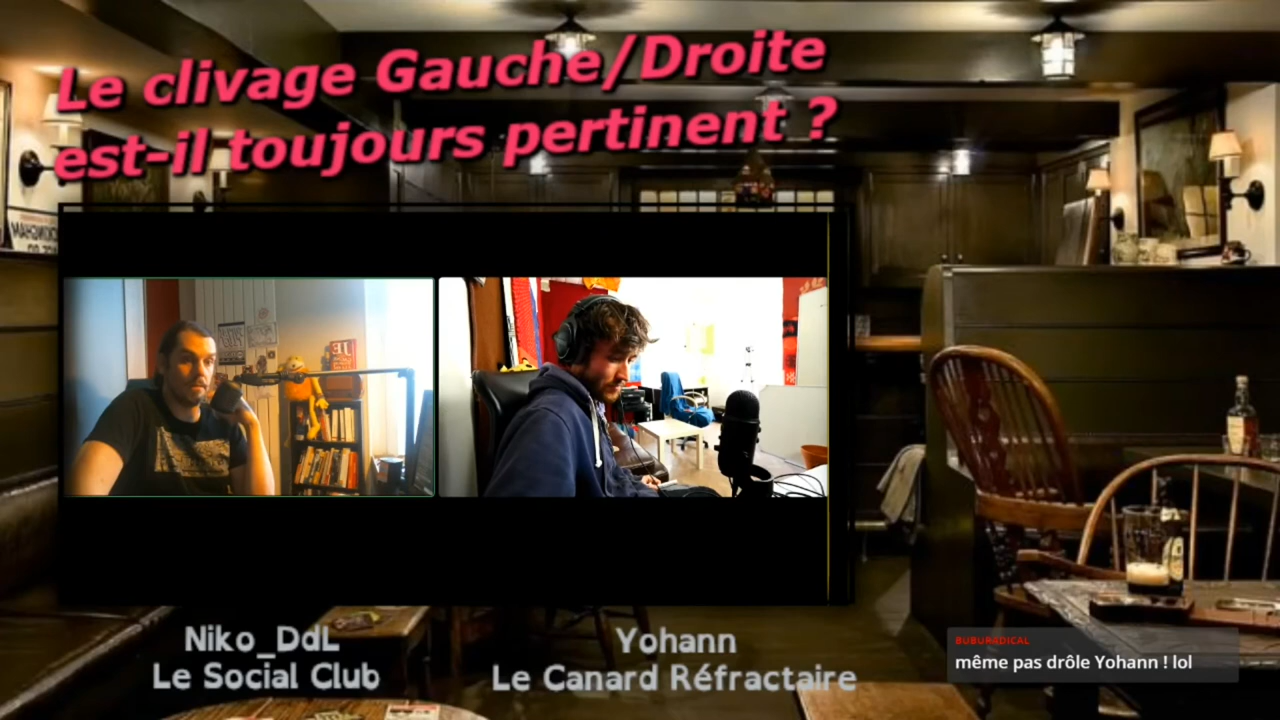 Le clivage Gauche/Droite
est-il toujours pertinent ?
Niko_DdL
Le Social Club
Yohann
Le Canard Réfractaire
BUBUREDICAL
même pas drôle Yohann ! lol